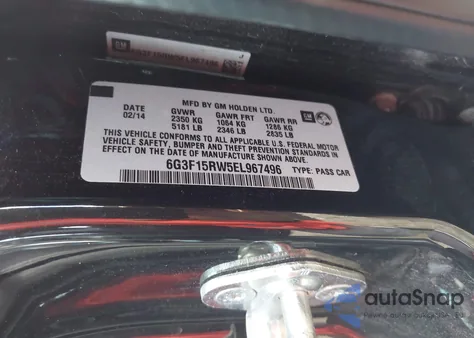 GM
MFD BY GM HOLDEN LTD.
DATE GVWR GAWR FRT GAWR RR
02/14 2350 KG 1064 KG 1286 KG
5181 LB 2346 LB 2835 LB
THIS VEHICLE CONFORMS TO ALL APPLICABLE U.S. FEDERAL MOTOR
VEHICLE SAFETY, BUMPER AND THEFT PREVENTION STANDARDS IN
EFFECT ON THE DATE OF MANUFACTURE SHOWN ABOVE.
6G3F15RW5EL967496 TYPE: PASS CAR
autoSnap